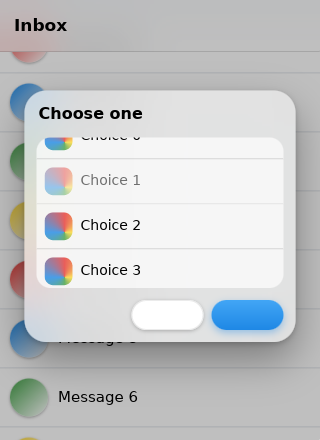 Inbox
Choose one
Choice 1
Choice 2
Choice 3
Message 6